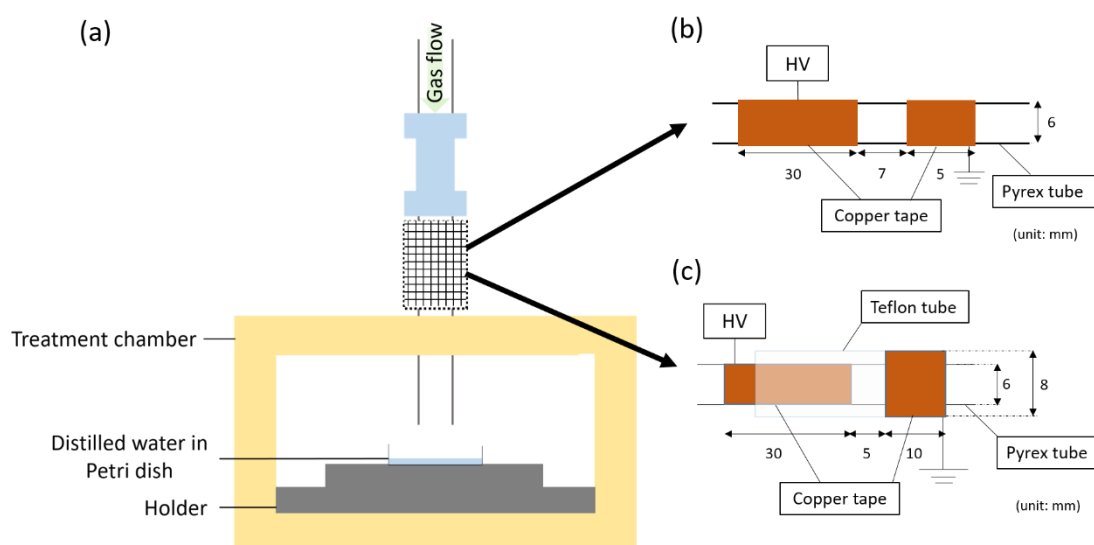 (a)
Gas flow
Treatment chamber
Distilled water in
Petri dish
Holder
(b)
HV
6
30
7
5
Pyrex tube
Copper tape
(unit: mm)
(c)
Teflon tube
HV
6
8
30
5
10
Pyrex tube
Copper tape
(unit: mm)